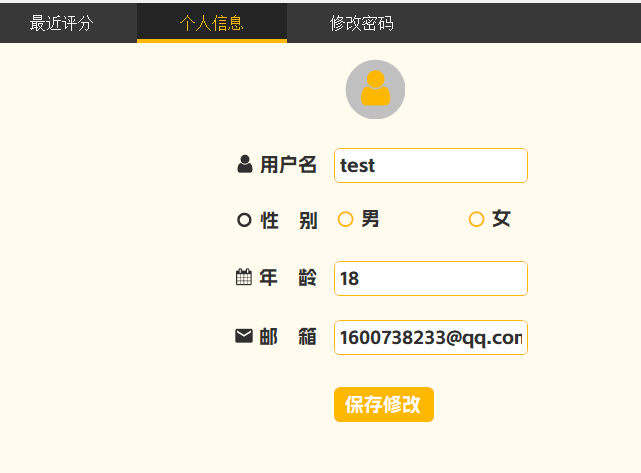 最近评分 个人信息 修改密码
用户名 test
性 别 男 女
年 龄 18
邮 箱 1600738233@qq.con
保存修改